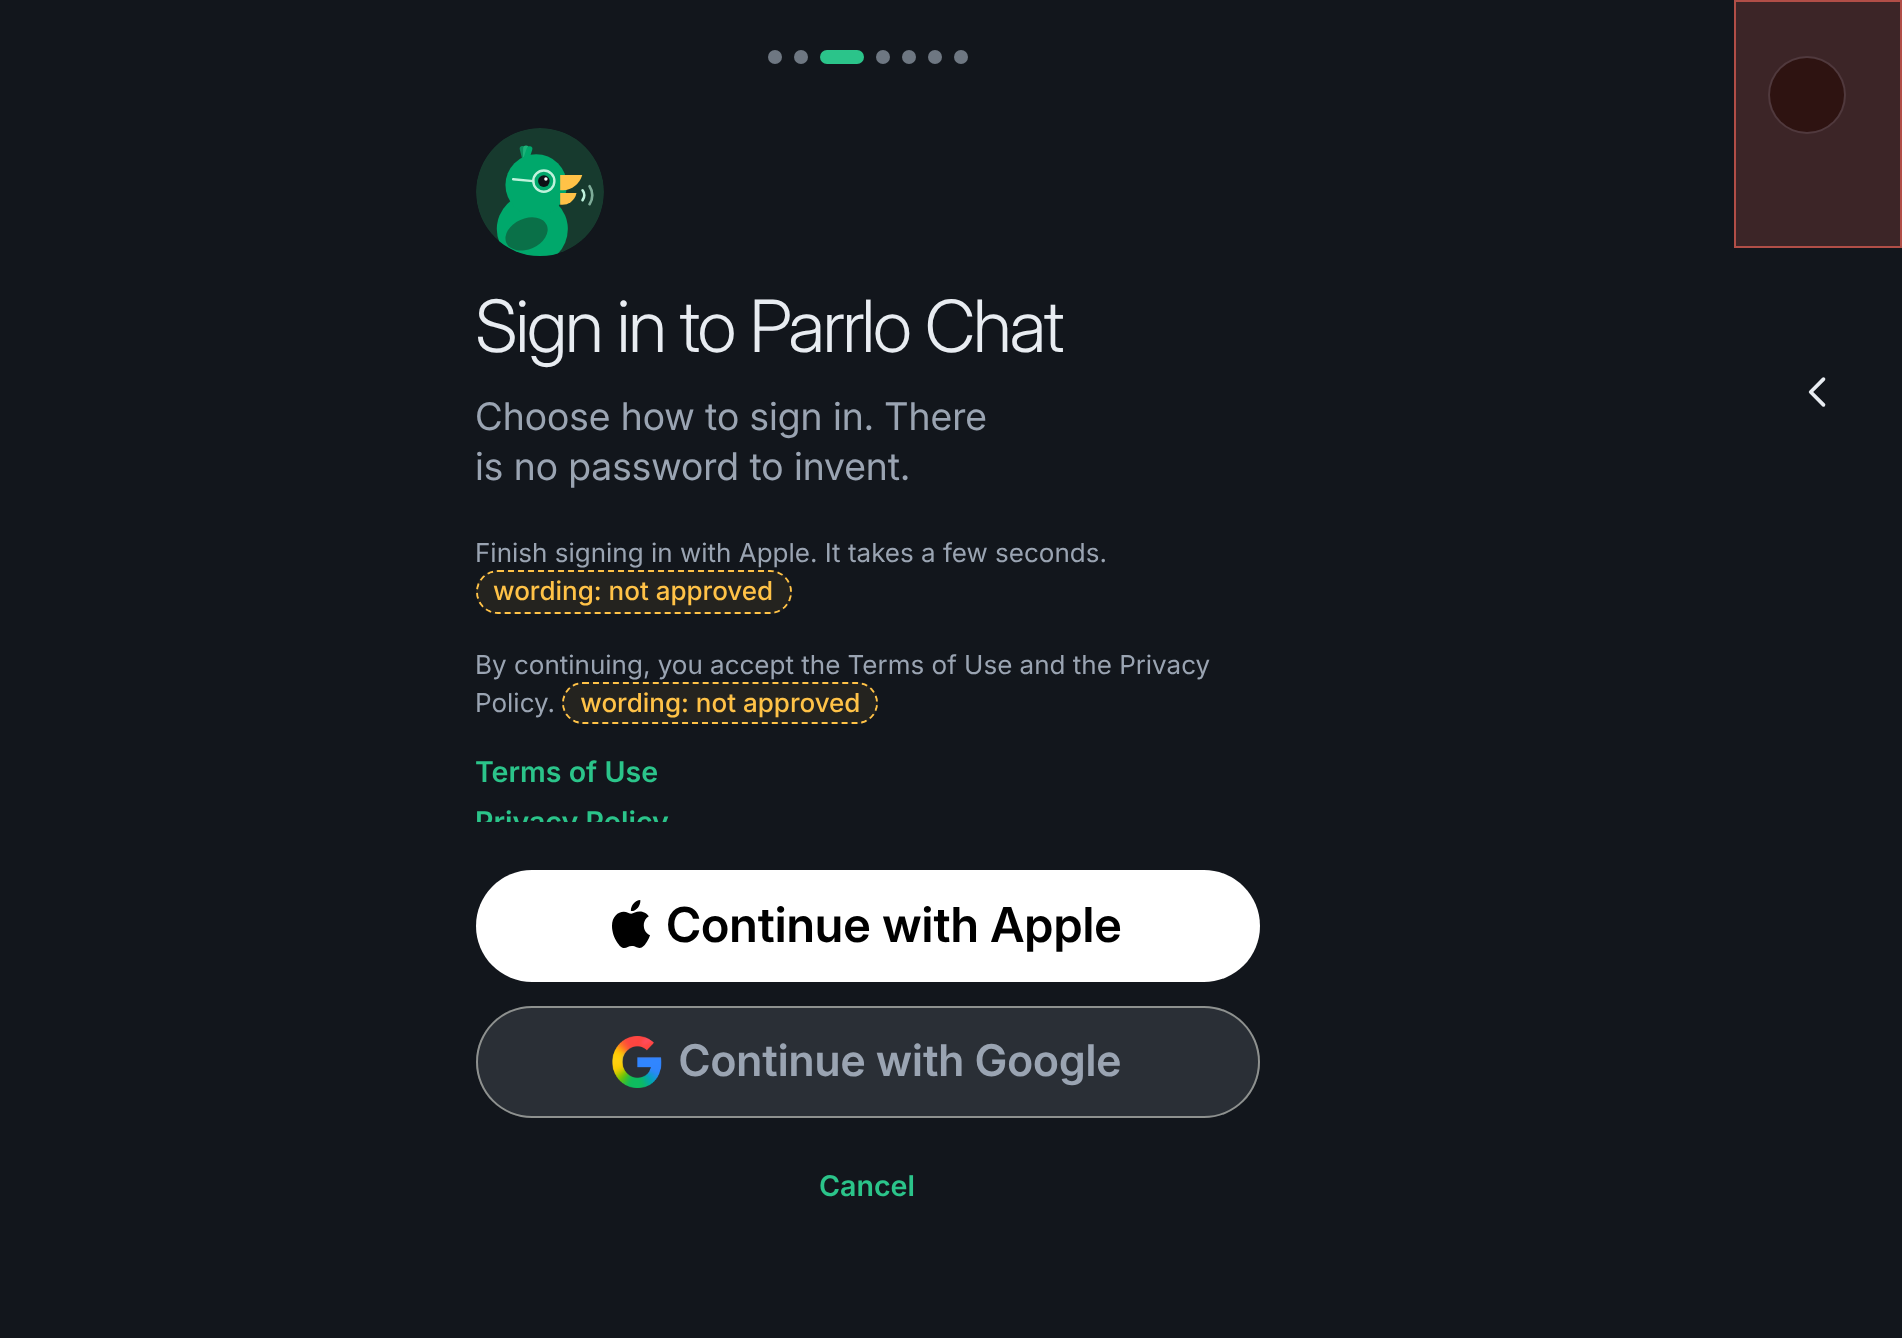 Sign in to Parrlo Chat
Choose how to sign in. There
is no password to invent.
Finish signing in with Apple. It takes a few seconds.
wording: not approved
By continuing, you accept the Terms of Use and the Privacy
Policy. wording: not approved
Terms of Use
Privacy Policy
Continue with Apple
Continue with Google
Cancel